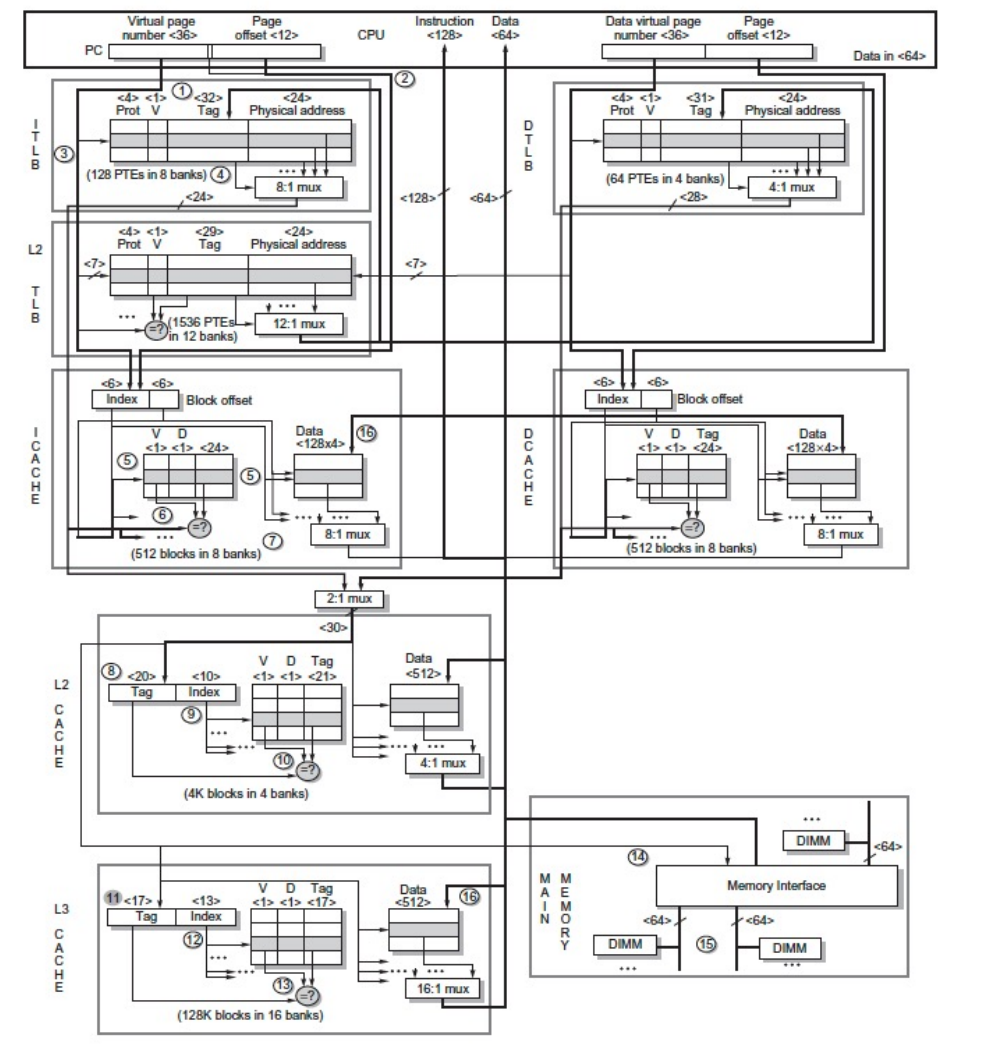 Virtual page number <36>
Page offset <12>
CPU
Instruction <128>
Data <64>
Data virtual page number <36>
Page offset <12>
PC
Data in <64>
①
②
ITLB
<4> Prot
<1> V
<32> Tag
<24> Physical address
③
(128 PTEs in 8 banks)
④
...
8:1 mux
<24>
<128>
<64>
DTLB
<4> Prot
<1> V
<31> Tag
<24> Physical address
(64 PTEs in 4 banks)
...
4:1 mux
<28>
L2 TLB
<4> Prot
<1> V
<29> Tag
<24> Physical address
<7>
<7>
...
=?
(1536 PTEs in 12 banks)
...
12:1 mux
ICACHE
<6>
<6>
Index
Block offset
V <1>
D <1>
<24>
Data <128x4>
⑯
⑤
⑤
⑥
=?
...
(512 blocks in 8 banks)
⑦
... ...
8:1 mux
DCACHE
<6>
<6>
Index
Block offset
V <1>
D <1>
Tag <24>
Data <128×4>
=?
...
(512 blocks in 8 banks)
... ...
8:1 mux
2:1 mux
<30>
L2 CACHE
⑧
<20> Tag
<10> Index
⑨
V <1>
D <1>
Tag <21>
Data <512>
...
...
⑩
=?
... ...
4:1 mux
(4K blocks in 4 banks)
L3 CACHE
⑪
<17> Tag
<13> Index
⑫
V <1>
D <1>
Tag <17>
Data <512>
⑯
...
...
⑬
=?
... ...
16:1 mux
(128K blocks in 16 banks)
MAIN MEMORY
...
DIMM
<64>
⑭
Memory Interface
<64>
<64>
DIMM
...
⑮
DIMM
...